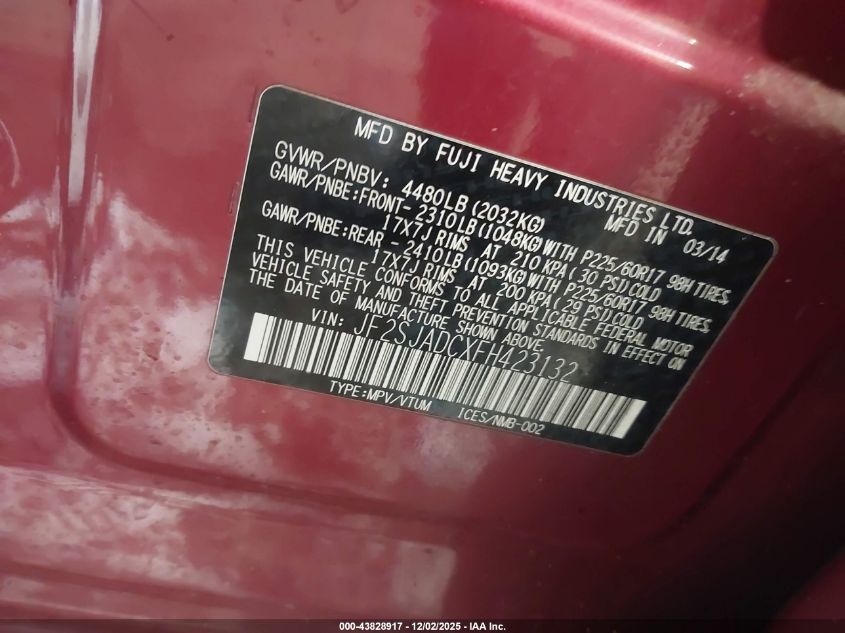 MFD BY FUJI HEAVY INDUSTRIES LTD.
GVWR/PNBV: 4480LB (2032KG) MFD IN 03/14
GAWR/PNBE:FRONT- 2310LB (1048KG) WITH P225/60R17 98H TIRES,
17X7J RIMS AT 210 KPA ( 30 PSI)COLD
GAWR/PNBE:REAR - 2410LB (1093KG) WITH P225/60R17 98H TIRES,
17X7J RIMS AT 200 KPA ( 29 PSI)COLD
THIS VEHICLE CONFORMS TO ALL APPLICABLE FEDERAL MOTOR
VEHICLE SAFETY AND THEFT PREVENTION STANDARDS IN EFFECT ON
THE DATE OF MANUFACTURE SHOWN ABOVE.
VIN: JF2SJADCXFH423132
TYPE:MPV/VTUM ICES/NMB-002
000-43828917 - 12/02/2025 - IAA Inc.